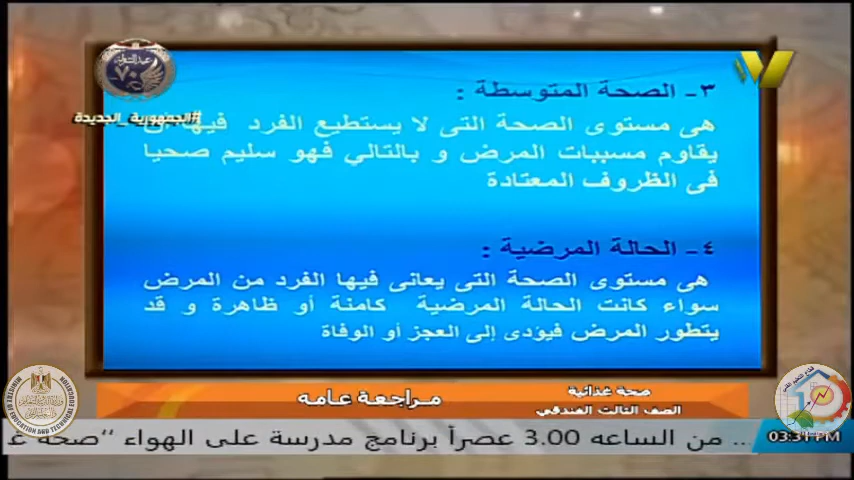 ٣- الصحة المتوسطة :
هى مستوى الصحة التى لا يستطيع الفرد فيها
يقاوم مسببات المرض و بالتالي فهو سليم صحيا
فى الظروف المعتادة
٤- الحالة المرضية :
هى مستوى الصحة التى يعانى فيها الفرد من المرض
سواء كانت الحالة المرضية كامنة أو ظاهرة و قد
يتطور المرض فيؤدى إلى العجز أو الوفاة
#الجمهورية_الجديدة
٧٠
صحة غذائية
الصف الثالث الفندقي
مراجعة عامه
... من الساعه 3.00 عصراً برنامج مدرسة على الهواء "صحة غ
03:31 PM